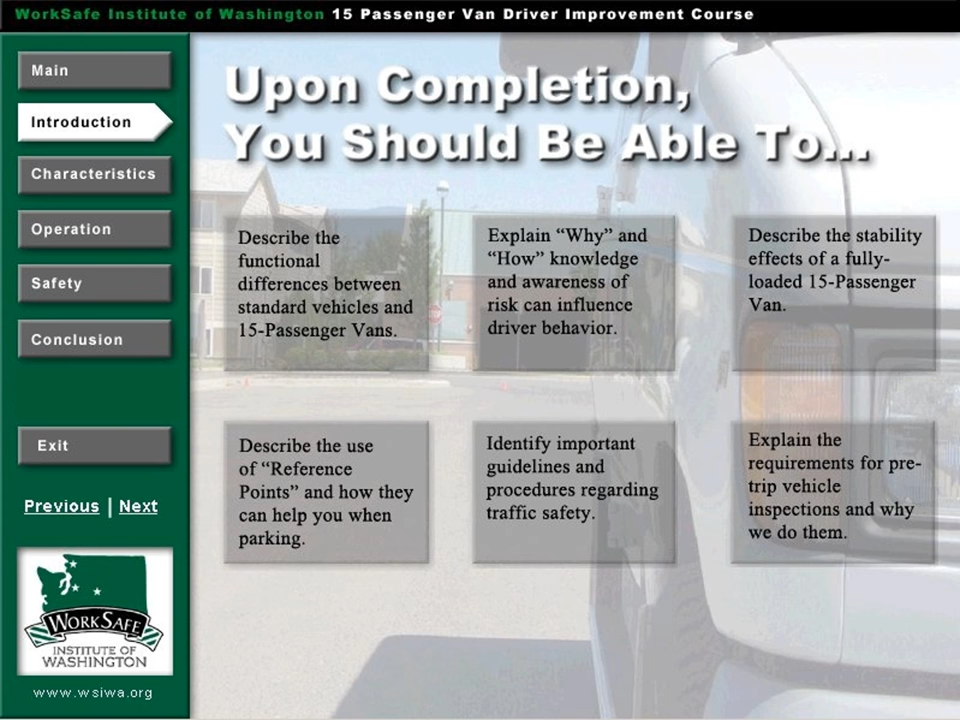 WorkSafe Institute of Washington 15 Passenger Van Driver Improvement Course
Main
Introduction
Characteristics
Operation
Safety
Conclusion
Exit
Previous | Next
WORKSAFE
INSTITUTE OF
WASHINGTON
www.wsiwa.org
Upon Completion,
You Should Be Able To...
Describe the
functional
differences between
standard vehicles and
15-Passenger Vans.
Explain “Why” and
“How” knowledge
and awareness of
risk can influence
driver behavior.
Describe the stability
effects of a fully-
loaded 15-Passenger
Van.
Describe the use
of “Reference
Points” and how they
can help you when
parking.
Identify important
guidelines and
procedures regarding
traffic safety.
Explain the
requirements for pre-
trip vehicle
inspections and why
we do them.